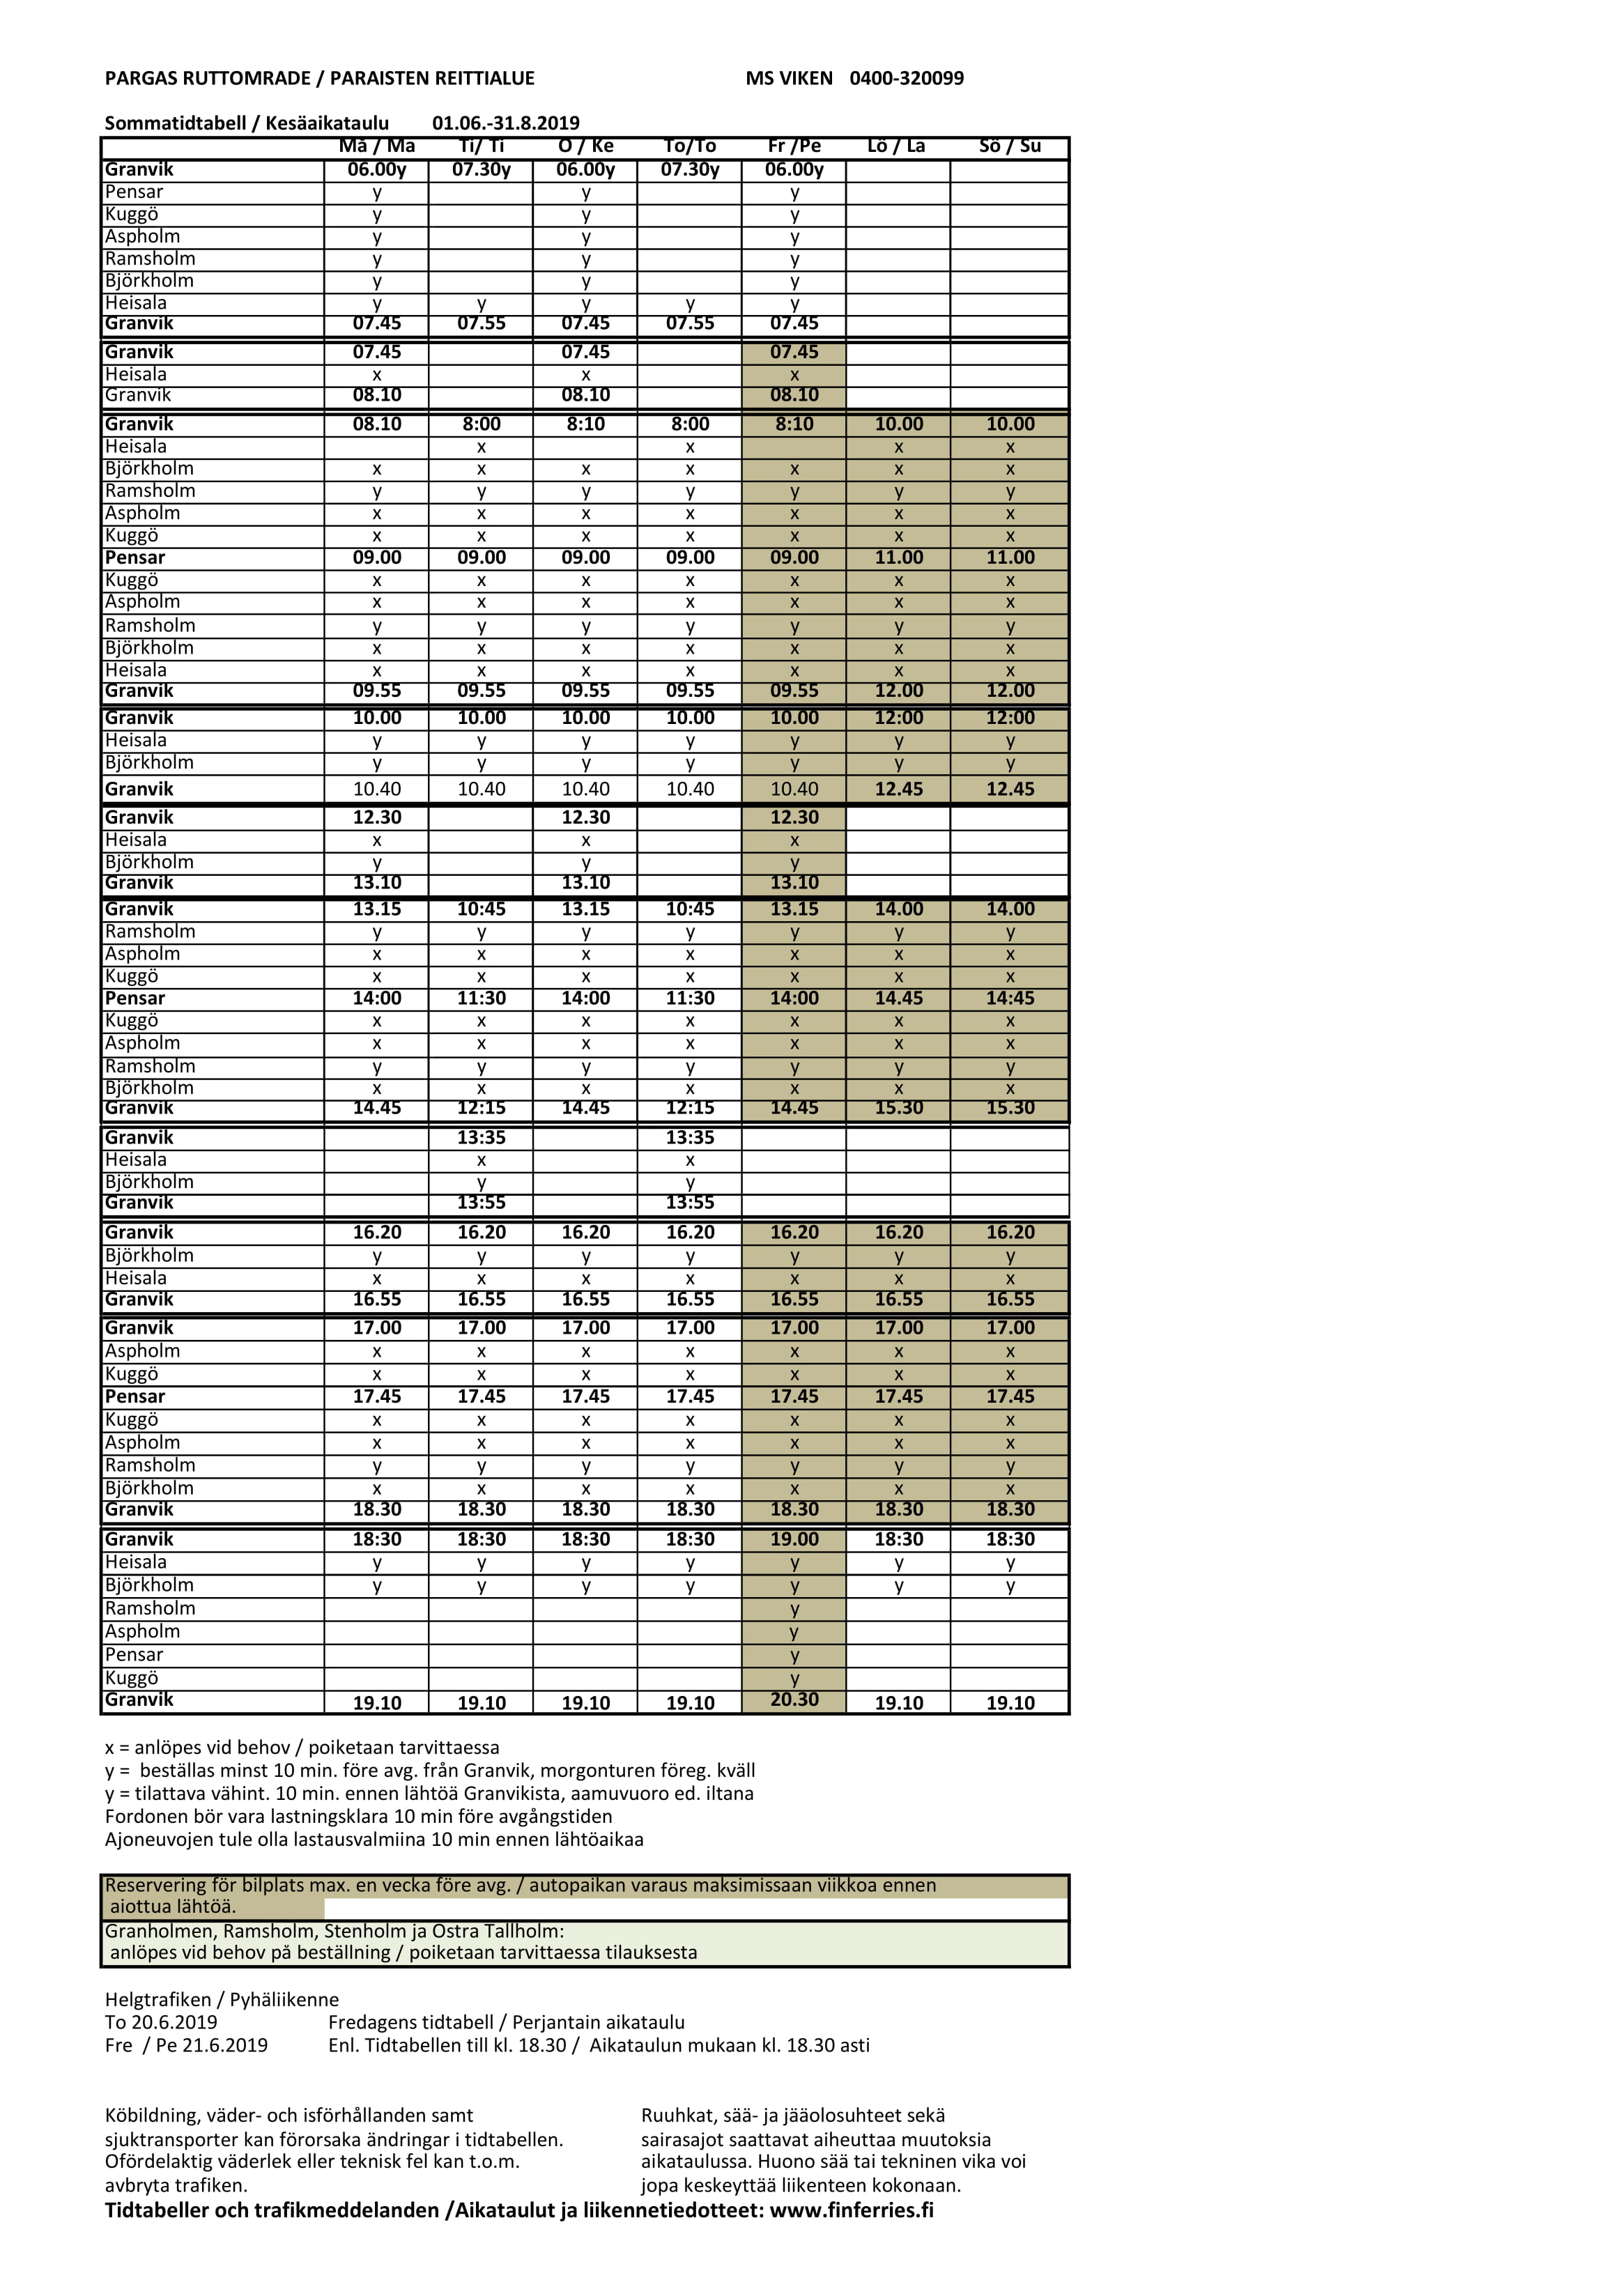 PARGAS RUTTOMRADE / PARAISTEN REITTIALUE MS VIKEN 0400-320099
Sommatidtabell / Kesäaikataulu 01.06.-31.8.2019
Må / Ma Ti/ Ti O / Ke To/To Fr /Pe Lö / La Sö / Su
Granvik 06.00y 07.30y 06.00y 07.30y 06.00y
Pensar y y y
Kuggö y y y
Aspholm y y y
Ramsholm y y y
Björkholm y y y
Heisala y y y y y
Granvik 07.45 07.55 07.45 07.55 07.45
Granvik 07.45 07.45 07.45
Heisala x x x
Granvik 08.10 08.10 08.10
Granvik 08.10 8:00 8:10 8:00 8:10 10.00 10.00
Heisala x x x x
Björkholm x x x x x x x
Ramsholm y y y y y y y
Aspholm x x x x x x x
Kuggö x x x x x x x
Pensar 09.00 09.00 09.00 09.00 09.00 11.00 11.00
Kuggö x x x x x x x
Aspholm x x x x x x x
Ramsholm y y y y y y y
Björkholm x x x x x x x
Heisala x x x x x x x
Granvik 09.55 09.55 09.55 09.55 09.55 12.00 12.00
Granvik 10.00 10.00 10.00 10.00 10.00 12:00 12:00
Heisala y y y y y y y
Björkholm y y y y y y y
Granvik 10.40 10.40 10.40 10.40 10.40 12.45 12.45
Granvik 12.30 12.30 12.30
Heisala x x x
Björkholm y y y
Granvik 13.10 13.10 13.10
Granvik 13.15 10:45 13.15 10:45 13.15 14.00 14.00
Ramsholm y y y y y y y
Aspholm x x x x x x x
Kuggö x x x x x x x
Pensar 14:00 11:30 14:00 11:30 14:00 14.45 14:45
Kuggö x x x x x x x
Aspholm x x x x x x x
Ramsholm y y y y y y y
Björkholm x x x x x x x
Granvik 14.45 12:15 14.45 12:15 14.45 15.30 15.30
Granvik 13:35 13:35
Heisala x x
Björkholm y y
Granvik 13:55 13:55
Granvik 16.20 16.20 16.20 16.20 16.20 16.20 16.20
Björkholm y y y y y y y
Heisala x x x x x x x
Granvik 16.55 16.55 16.55 16.55 16.55 16.55 16.55
Granvik 17.00 17.00 17.00 17.00 17.00 17.00 17.00
Aspholm x x x x x x x
Kuggö x x x x x x x
Pensar 17.45 17.45 17.45 17.45 17.45 17.45 17.45
Kuggö x x x x x x x
Aspholm x x x x x x x
Ramsholm y y y y y y y
Björkholm x x x x x x x
Granvik 18.30 18.30 18.30 18.30 18.30 18.30 18.30
Granvik 18:30 18:30 18:30 18:30 19.00 18:30 18:30
Heisala y y y y y y y
Björkholm y y y y y y y
Ramsholm y
Aspholm y
Pensar y
Kuggö y
Granvik 19.10 19.10 19.10 19.10 20.30 19.10 19.10
x = anlöpes vid behov / poiketaan tarvittaessa
y = beställas minst 10 min. före avg. från Granvik, morgonturen föreg. kväll
y = tilattava vähint. 10 min. ennen lähtöä Granvikista, aamuvuoro ed. iltana
Fordonen bör vara lastningsklara 10 min före avgångstiden
Ajoneuvojen tule olla lastausvalmiina 10 min ennen lähtöaikaa
Reservering för bilplats max. en vecka före avg. / autopaikan varaus maksimissaan viikkoa ennen
aiottua lähtöä.
Granholmen, Ramsholm, Stenholm ja Ostra Tallholm:
anlöpes vid behov på beställning / poiketaan tarvittaessa tilauksesta
Helgtrafiken / Pyhäliikenne
To 20.6.2019 Fredagens tidtabell / Perjantain aikataulu
Fre / Pe 21.6.2019 Enl. Tidtabellen till kl. 18.30 / Aikataulun mukaan kl. 18.30 asti
Köbildning, väder- och isförhållanden samt
sjuktransporter kan förorsaka ändringar i tidtabellen.
Ofördelaktig väderlek eller teknisk fel kan t.o.m.
avbryta trafiken.
Ruuhkat, sää- ja jääolosuhteet sekä
sairasajot saattavat aiheuttaa muutoksia
aikataulussa. Huono sää tai tekninen vika voi
jopa keskeyttää liikenteen kokonaan.
Tidtabeller och trafikmeddelanden /Aikataulut ja liikennetiedotteet: www.finferries.fi